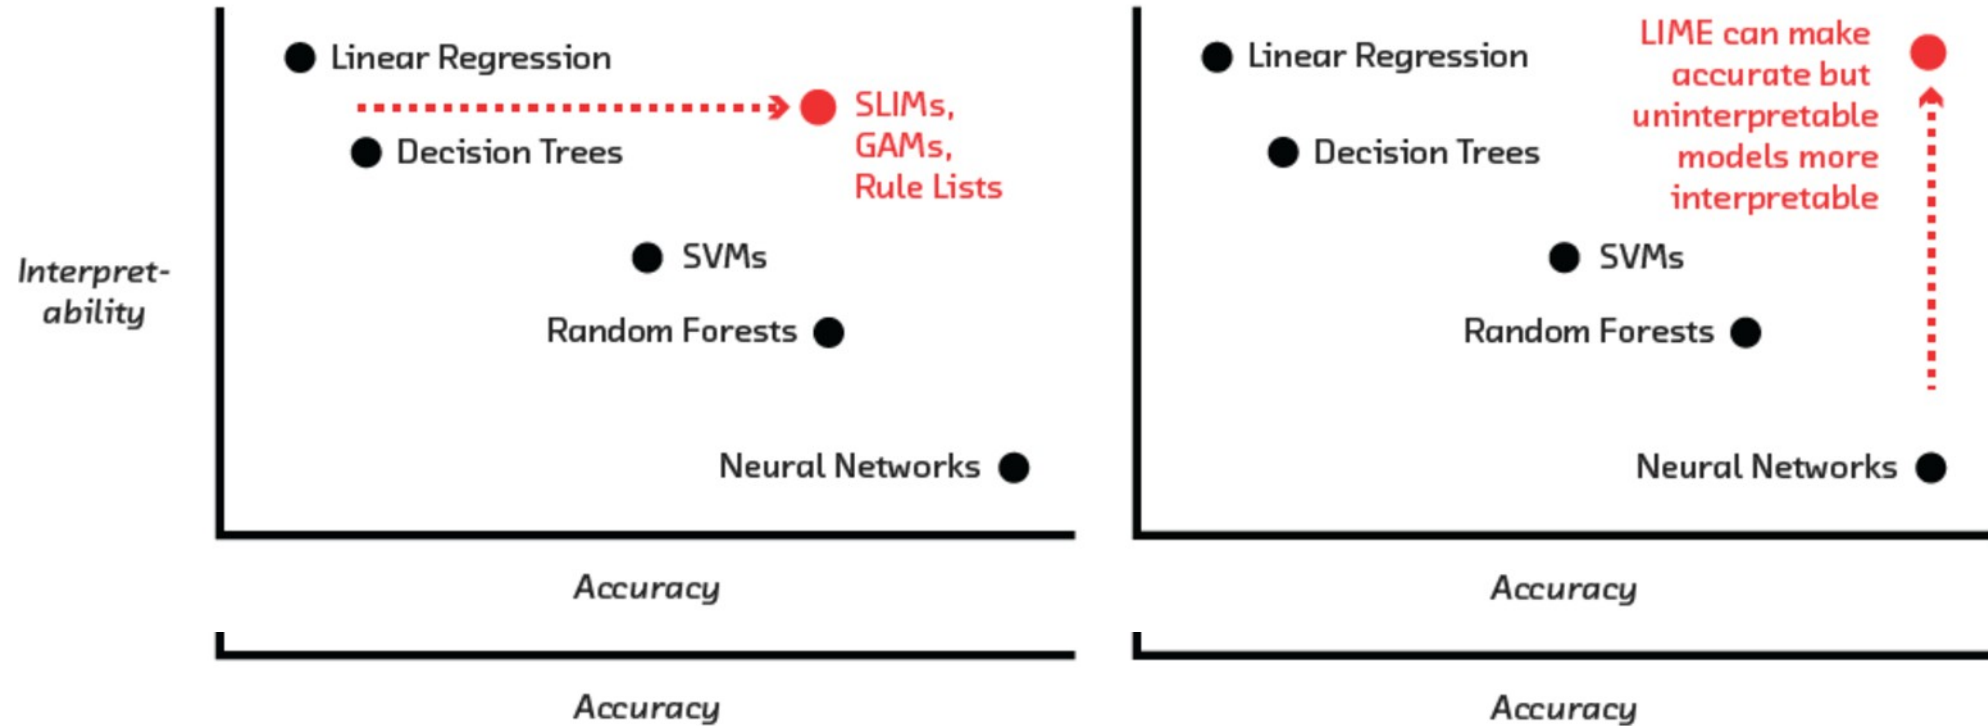 Linear Regression
SLIMs,
GAMs,
Rule Lists
Decision Trees
SVMs
Random Forests
Neural Networks
Interpret-
ability
Accuracy
Accuracy
Linear Regression
LIME can make
accurate but
uninterpretable
models more
interpretable
Decision Trees
SVMs
Random Forests
Neural Networks
Accuracy
Accuracy